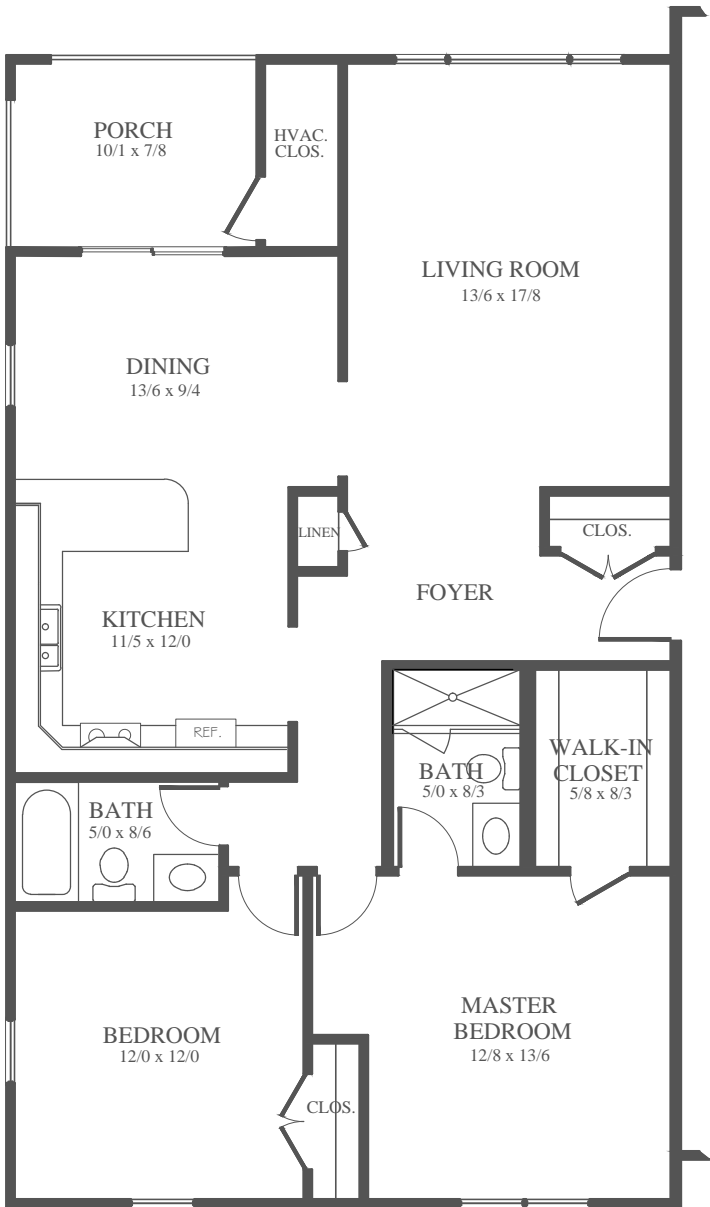 PORCH
10/1 x 7/8
HVAC.
CLOS.
LIVING ROOM
13/6 x 17/8
DINING
13/6 x 9/4
LINEN
CLOS.
FOYER
KITCHEN
11/5 x 12/0
REF.
BATH
5/0 x 8/3
WALK-IN
CLOSET
5/8 x 8/3
BATH
5/0 x 8/6
MASTER
BEDROOM
12/8 x 13/6
BEDROOM
12/0 x 12/0
CLOS.